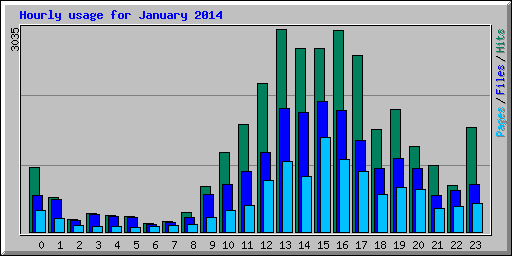 Hourly usage for January 2014
3035
Pages / Files / Hits
0 1 2 3 4 5 6 7 8 9 10 11 12 13 14 15 16 17 18 19 20 21 22 23